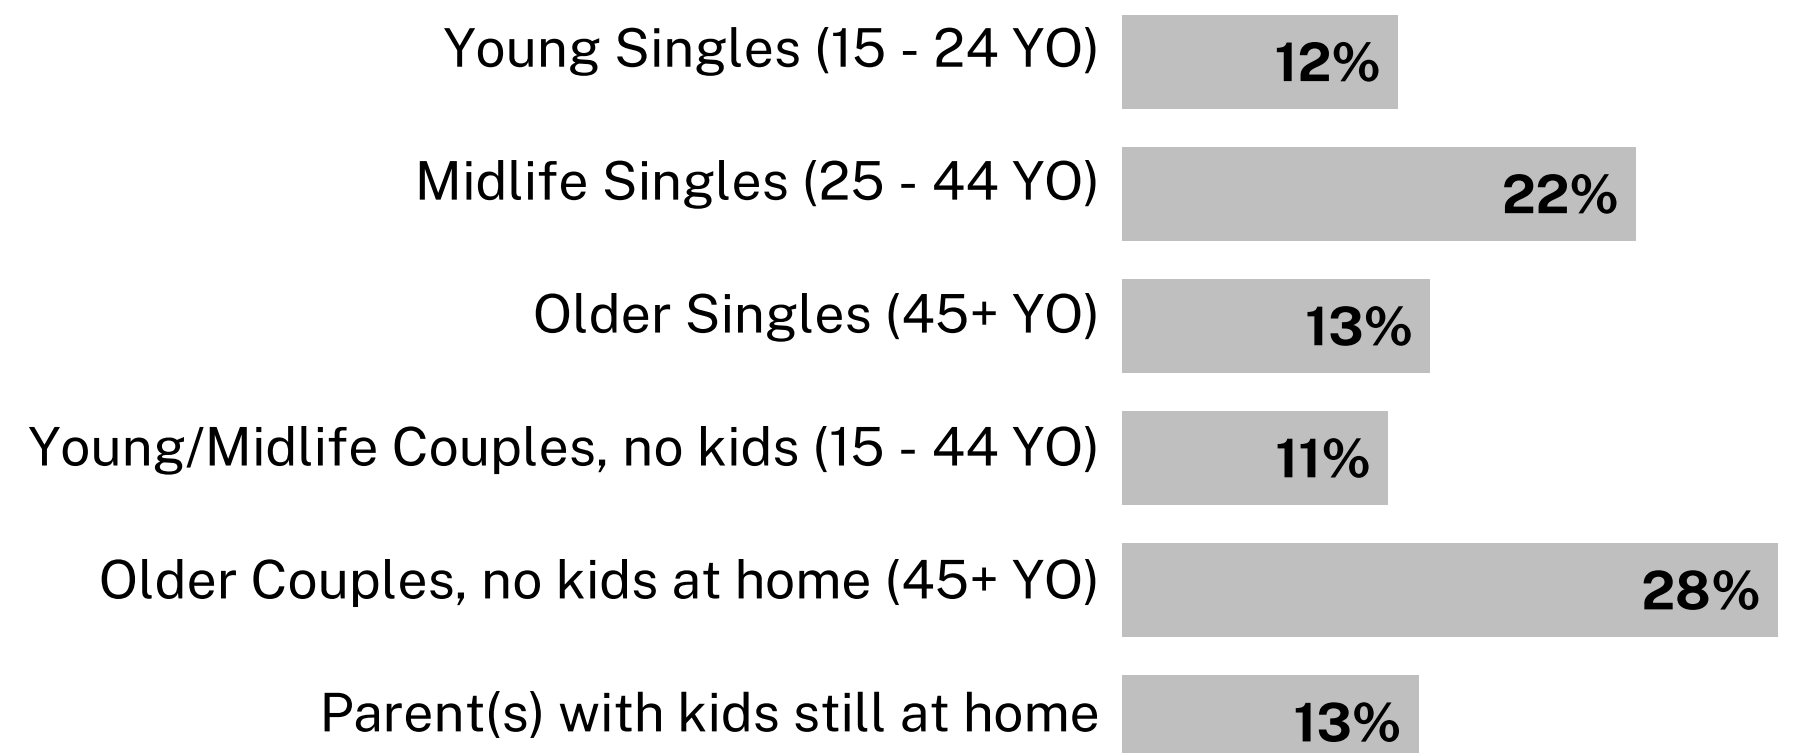 Young Singles (15 - 24 YO) 12%
Midlife Singles (25 - 44 YO) 22%
Older Singles (45+ YO) 13%
Young/Midlife Couples, no kids (15 - 44 YO) 11%
Older Couples, no kids at home (45+ YO) 28%
Parent(s) with kids still at home 13%